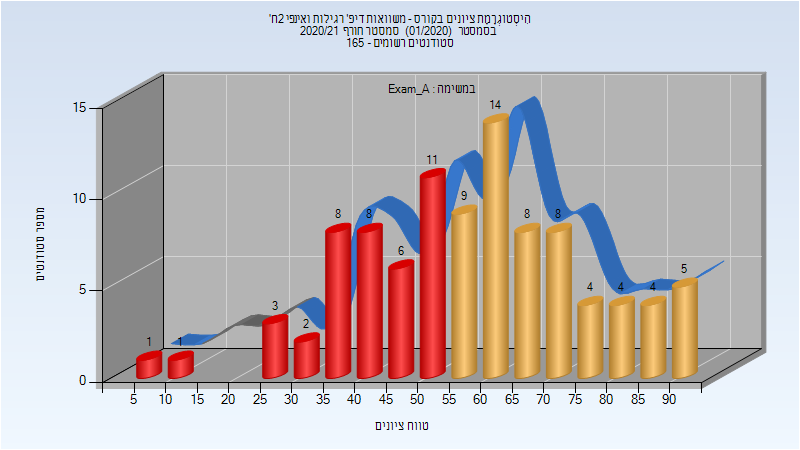 היסטוגרמת ציונים בקורס - משוואות דיפ' רגילות ואינפי 2ח'
בסמסטר (01/2020) סמסטר חורף 2020/21
סטודנטים רשומים - 165
במשימה : Exam_A
מספר סטודנטים
15
10
5
0
1
1
3
2
8
8
6
11
9
14
8
8
4
4
4
5
5 10 15 20 25 30 35 40 45 50 55 60 65 70 75 80 85 90
טווח ציונים